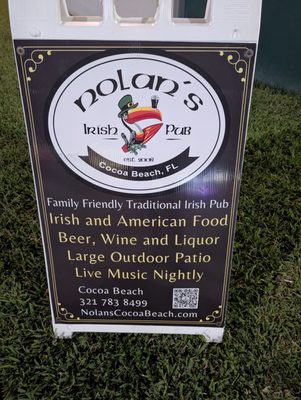 nolan's
Irish Pub
est. 2009
Cocoa Beach, FL
Family Friendly Traditional Irish Pub
Irish and American Food
Beer, Wine and Liquor
Large Outdoor Patio
Live Music Nightly
Cocoa Beach
321 783 8499
NolansCocoaBeach.com